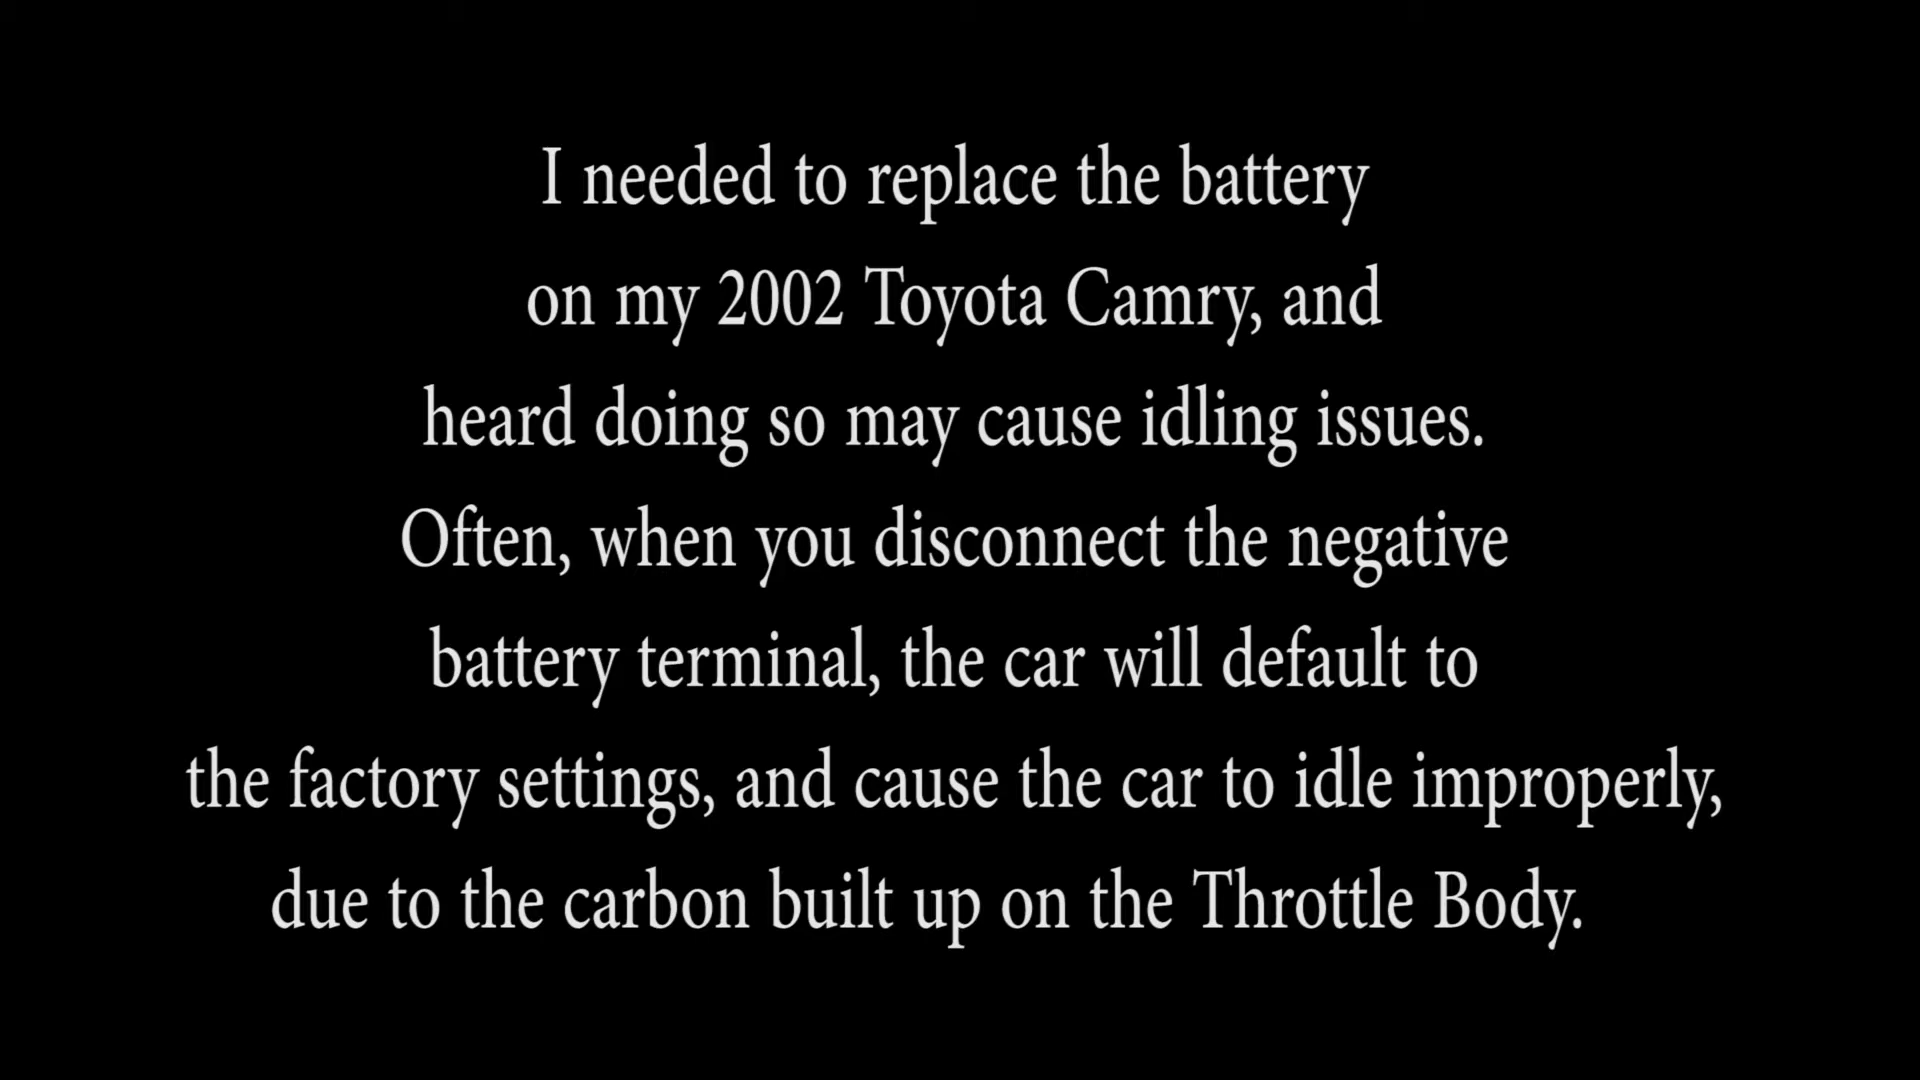 I needed to replace the battery
on my 2002 Toyota Camry, and
heard doing so may cause idling issues.
Often, when you disconnect the negative
battery terminal, the car will default to
the factory settings, and cause the car to idle improperly,
due to the carbon built up on the Throttle Body.